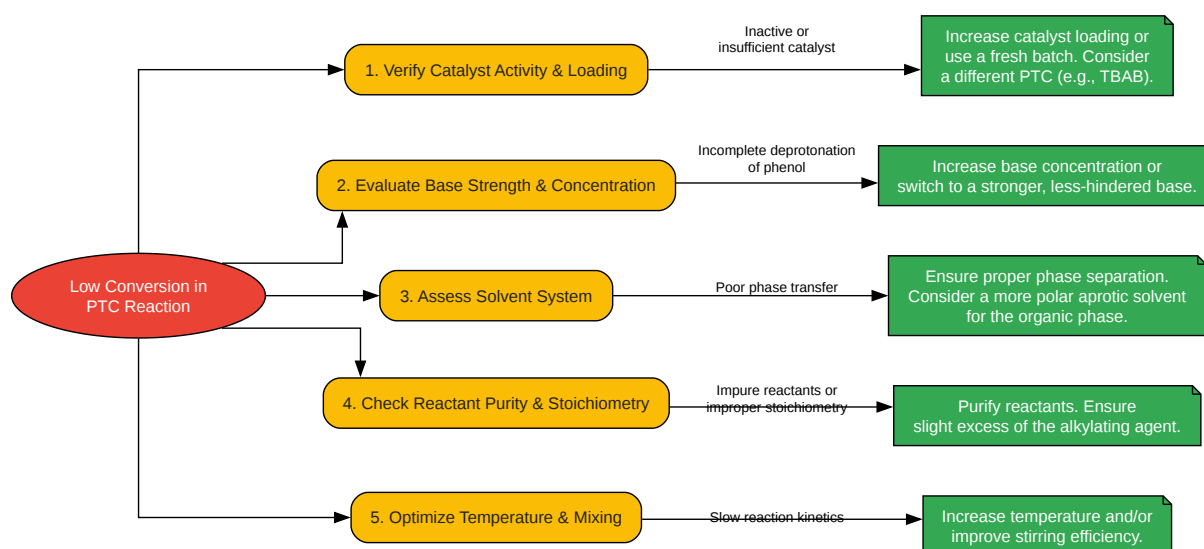 Low Conversion in
PTC Reaction
1. Verify Catalyst Activity & Loading
Inactive or
insufficient catalyst
Increase catalyst loading or
use a fresh batch. Consider
a different PTC (e.g., TBAB).
2. Evaluate Base Strength & Concentration
Incomplete deprotonation
of phenol
Increase base concentration or
switch to a stronger, less-hindered base.
3. Assess Solvent System
Poor phase transfer
Ensure proper phase separation.
Consider a more polar aprotic solvent
for the organic phase.
4. Check Reactant Purity & Stoichiometry
Impure reactants or
improper stoichiometry
Purify reactants. Ensure
slight excess of the alkylating agent.
5. Optimize Temperature & Mixing
Slow reaction kinetics
Increase temperature and/or
improve stirring efficiency.